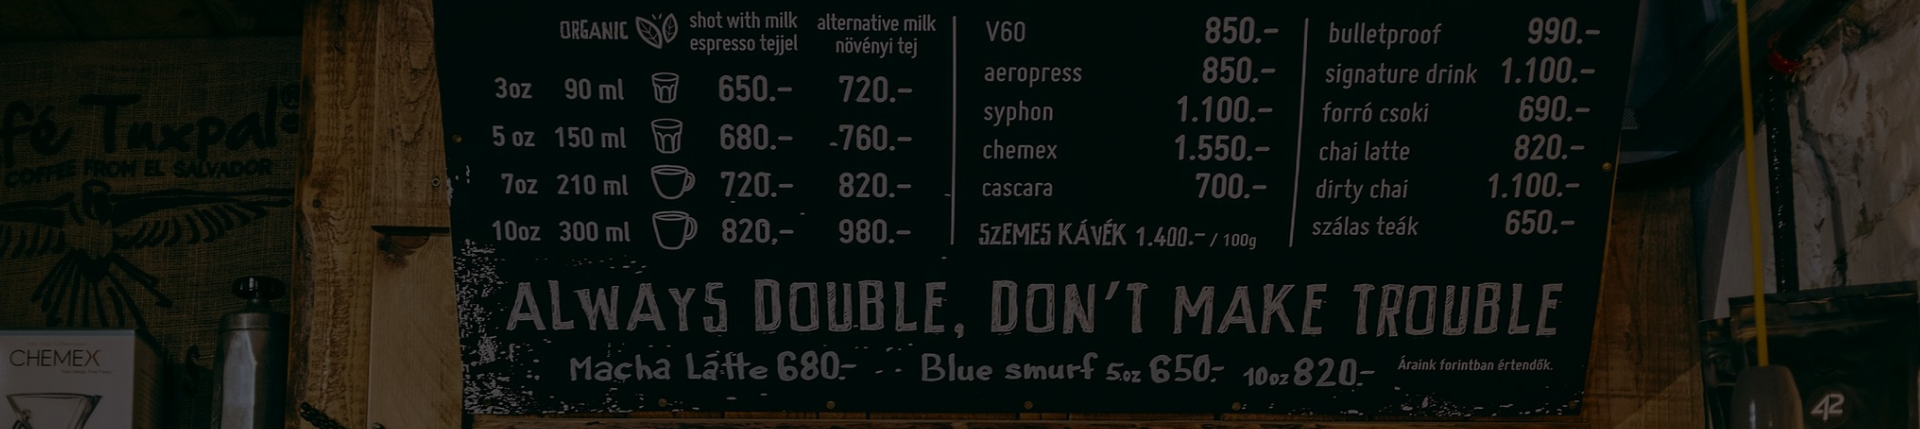 ORGANIC shot with milk alternative milk
espresso tejjel növényi tej
3oz 90 ml 650.- 720.-
5 oz 150 ml 680.- 760.-
7oz 210 ml 720.- 820.-
10oz 300 ml 820.- 980.-
V60 850.-
aeropress 850.-
syphon 1.100.-
chemex 1.550.-
cascara 700.-
SZEMES KÁVÉK 1.400.- / 100g
bulletproof 990.-
signature drink 1.100.-
forró csoki 690.-
chai latte 820.-
dirty chai 1.100.-
szálas teák 650.-
ALWAYS DOUBLE, DON'T MAKE TROUBLE
Macha Látte 680.- Blue smurf 5oz 650.- 10oz 820.- Áraink forintban értendők.
fé Tuxpal
COFFEE FROM EL SALVADOR
CHEMEX
42